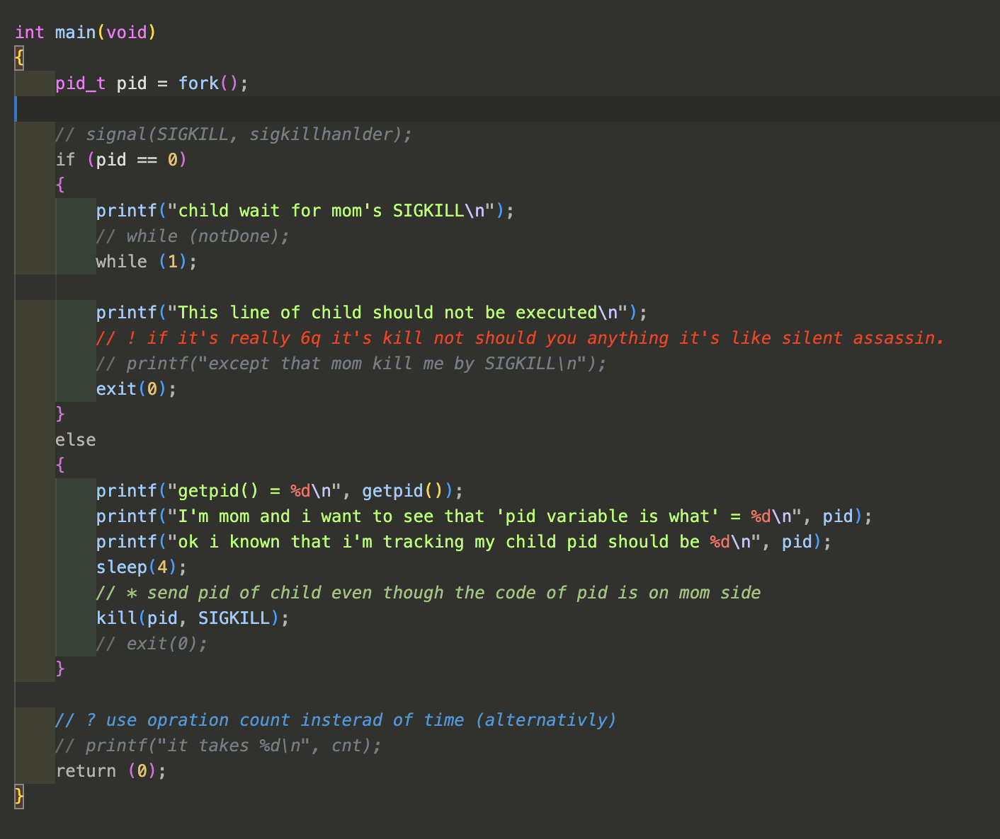 int main(void)
{
    pid_t pid = fork();

    // signal(SIGKILL, sigkillhanlder);
    if (pid == 0)
    {
        printf("child wait for mom's SIGKILL\n");
        // while (notDone);
        while (1);

        printf("This line of child should not be executed\n");
        // ! if it's really 6q it's kill not should you anything it's like silent assassin.
        // printf("except that mom kill me by SIGKILL\n");
        exit(0);
    }
    else
    {
        printf("getpid() = %d\n", getpid());
        printf("I'm mom and i want to see that 'pid variable is what' = %d\n", pid);
        printf("ok i known that i'm tracking my child pid should be %d\n", pid);
        sleep(4);
        // * send pid of child even though the code of pid is on mom side
        kill(pid, SIGKILL);
        // exit(0);
    }

    // ? use opration count insterad of time (alternativly)
    // printf("it takes %d\n", cnt);
    return (0);
}